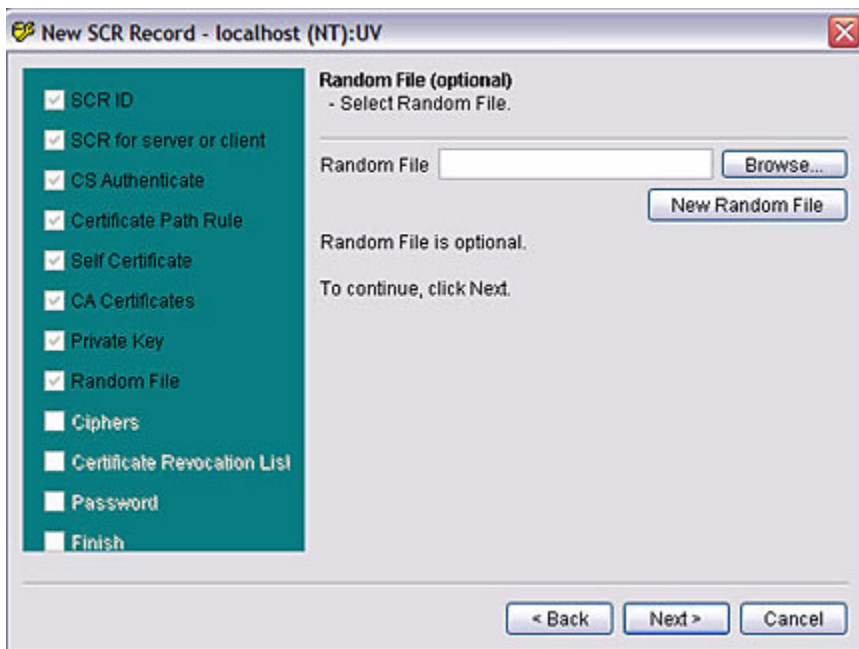 New SCR Record - localhost (NT):UV
SCR ID
SCR for server or client
CS Authenticate
Certificate Path Rule
Self Certificate
CA Certificates
Private Key
Random File
Ciphers
Certificate Revocation List
Password
Finish
Random File (optional)
- Select Random File.
Random File
Browse...
New Random File
Random File is optional.
To continue, click Next.
< Back
Next >
Cancel